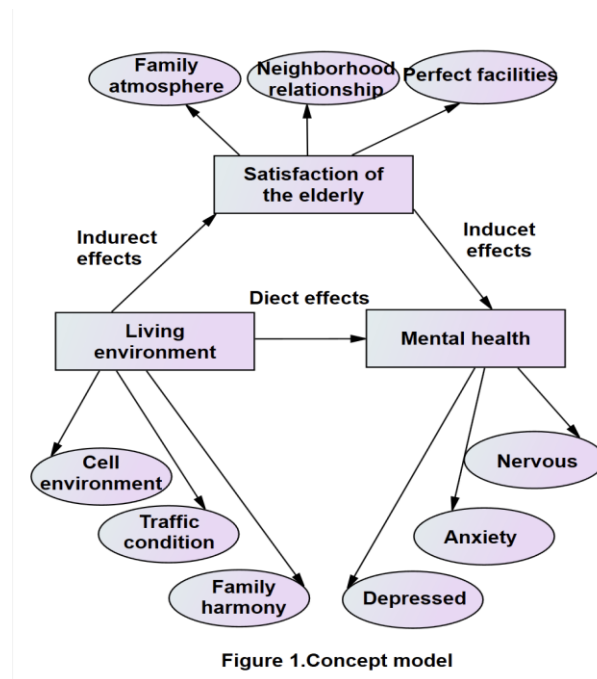 Family
atmosphere
Neighborhood
relationship
Perfect facilities
Satisfaction of
the elderly
Indurect
effects
Inducet
effects
Diect effects
Living
environment
Mental health
Cell
environment
Nervous
Traffic
condition
Anxiety
Family
harmony
Depressed
Figure 1.Concept model